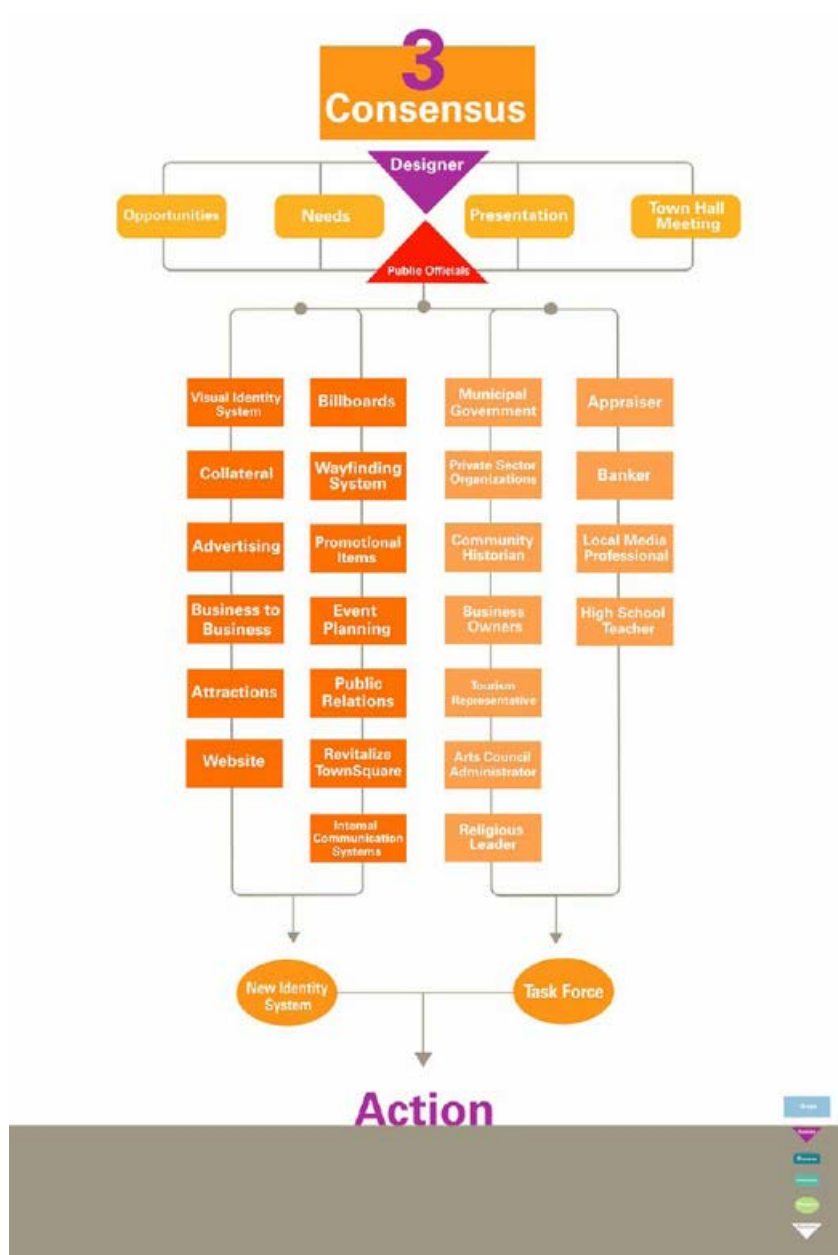 3
Consensus
Designer
Opportunities
Needs
Presentation
Town Hall
Meeting
Public Officials
Visual Identity
System
Billboards
Municipal
Government
Appraiser
Collateral
Wayfinding
System
Private Sector
Organizations
Banker
Advertising
Promotional
Items
Community
Historian
Local Media
Professional
Business to
Business
Event
Planning
Business
Owners
High School
Teacher
Attractions
Public
Relations
Tourism
Representative
Website
Revitalize
TownSquare
Arts Council
Administrator
Internal
Communication
Systems
Religious
Leader
New Identity
System
Task Force
Action